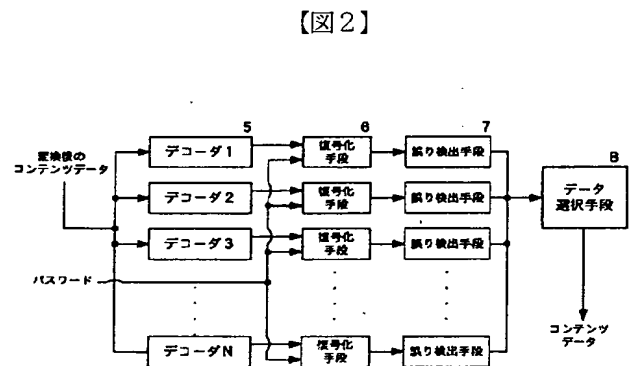 【図2】
5
6
7
8
変換後の
コンテンツデータ
デコーダ1
復号化
手段
誤り検出手段
データ
選択手段
デコーダ2
復号化
手段
誤り検出手段
デコーダ3
復号化
手段
誤り検出手段
パスワード
コンテンツ
データ
デコーダN
復号化
手段
誤り検出手段